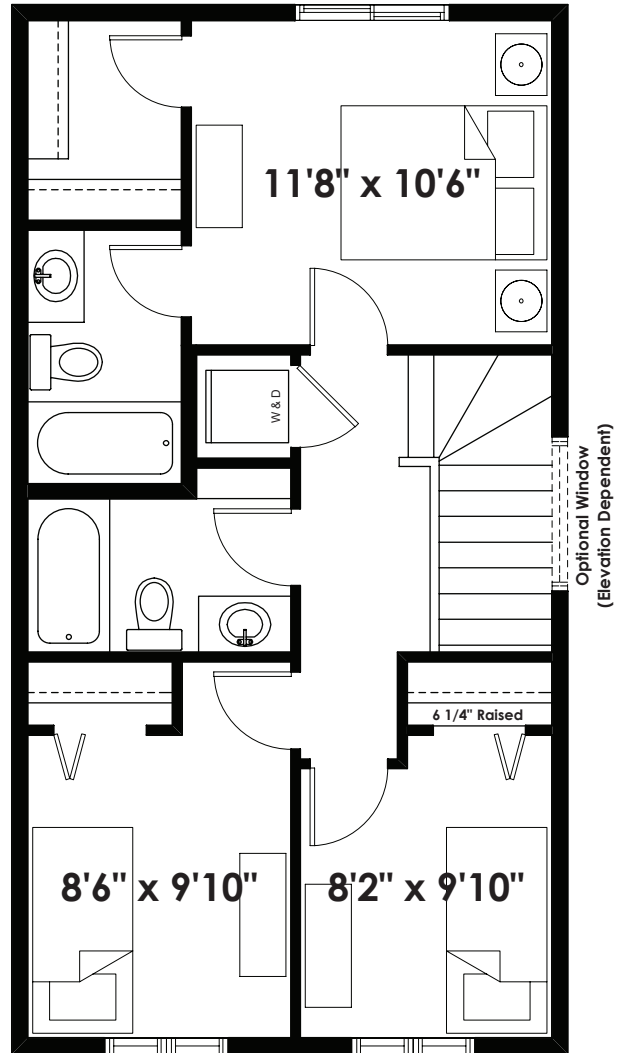 11'8" x 10'6"
W & D
Optional Window
(Elevation Dependent)
6 1/4" Raised
8'6" x 9'10"
8'2" x 9'10"